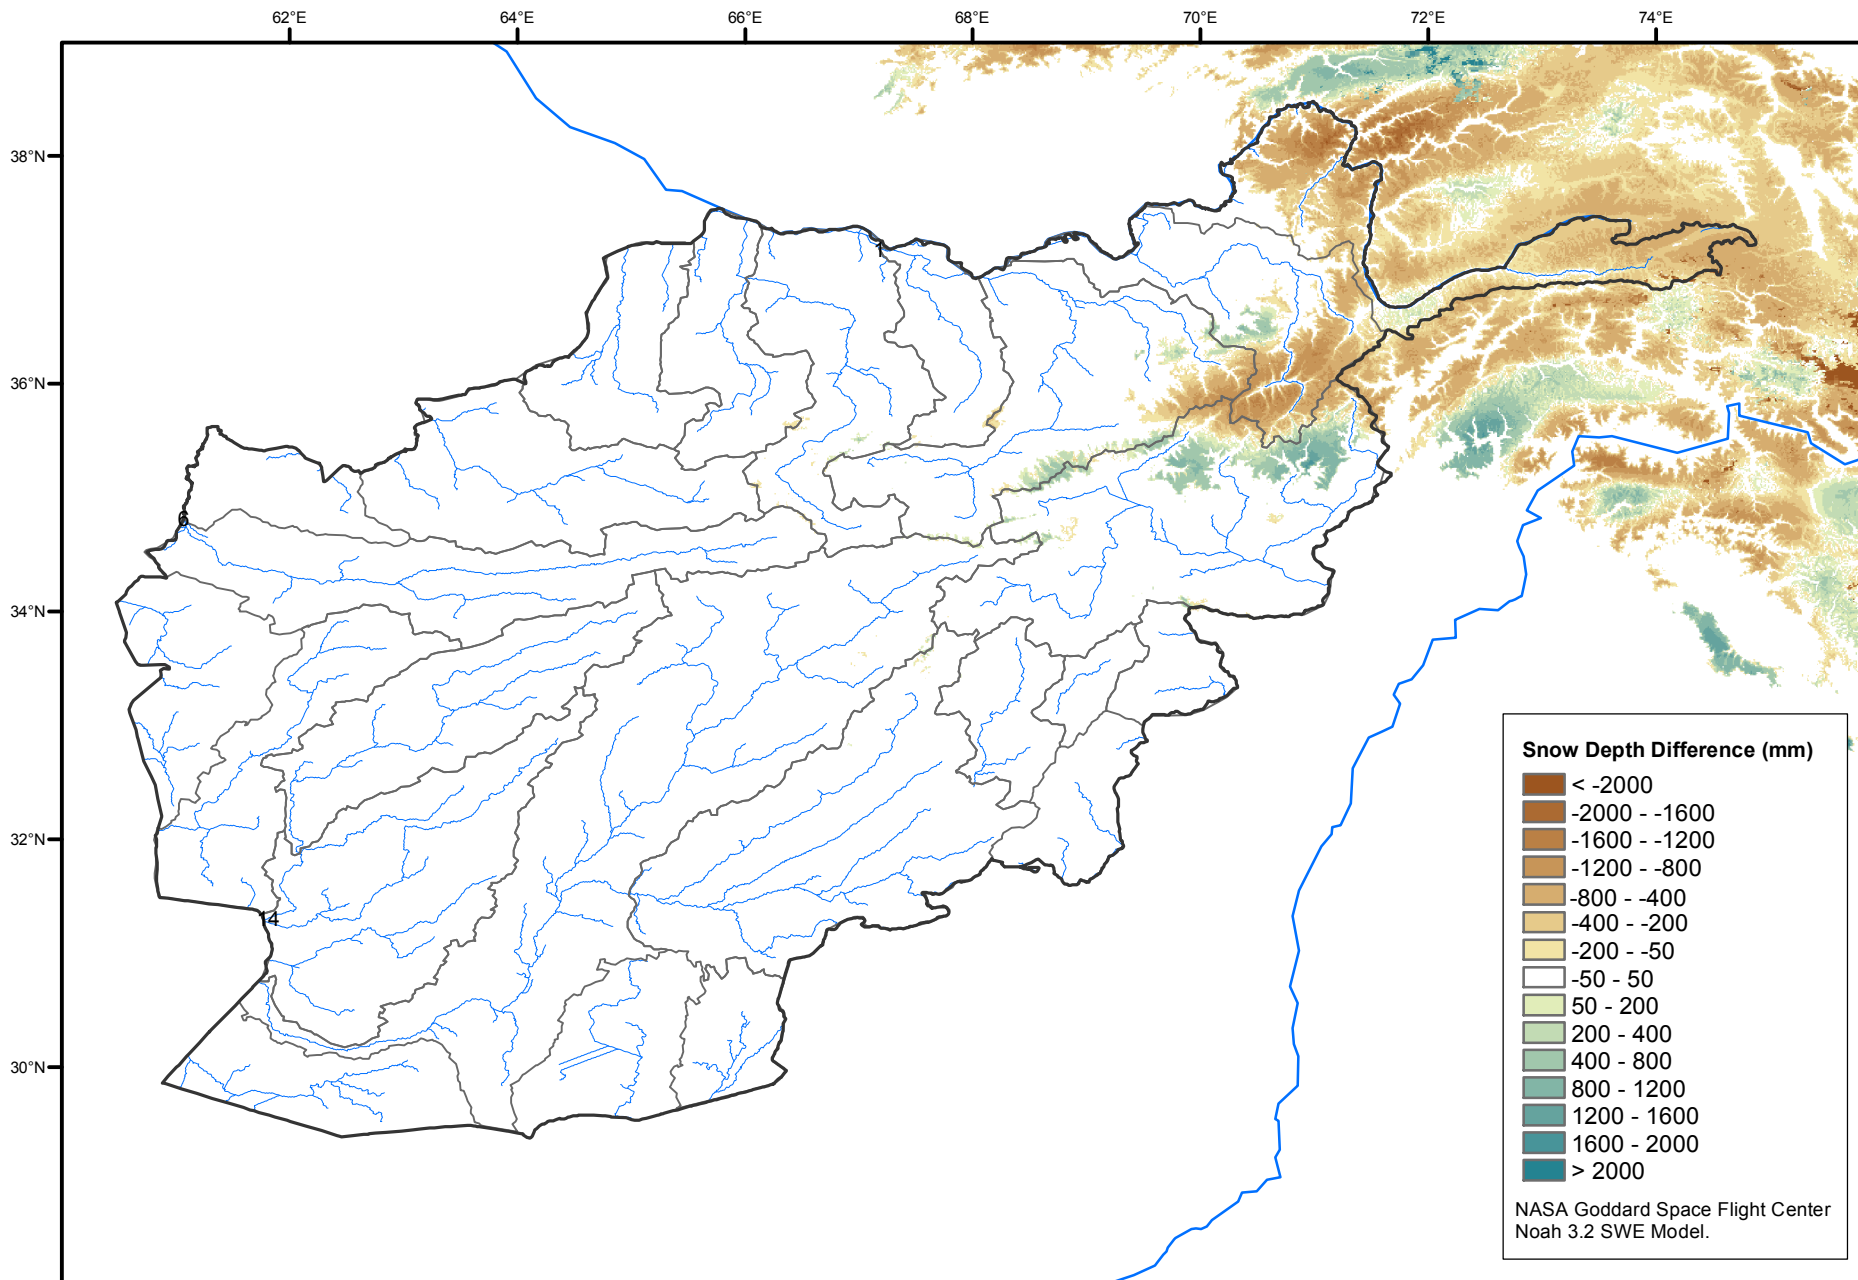 62°E 64°E 66°E 68°E 70°E 72°E 74°E
38°N
36°N
34°N
32°N
30°N
1
6
14
Snow Depth Difference (mm)
< -2000
-2000 - -1600
-1600 - -1200
-1200 - -800
-800 - -400
-400 - -200
-200 - -50
-50 - 50
50 - 200
200 - 400
400 - 800
800 - 1200
1200 - 1600
1600 - 2000
> 2000
NASA Goddard Space Flight Center
Noah 3.2 SWE Model.